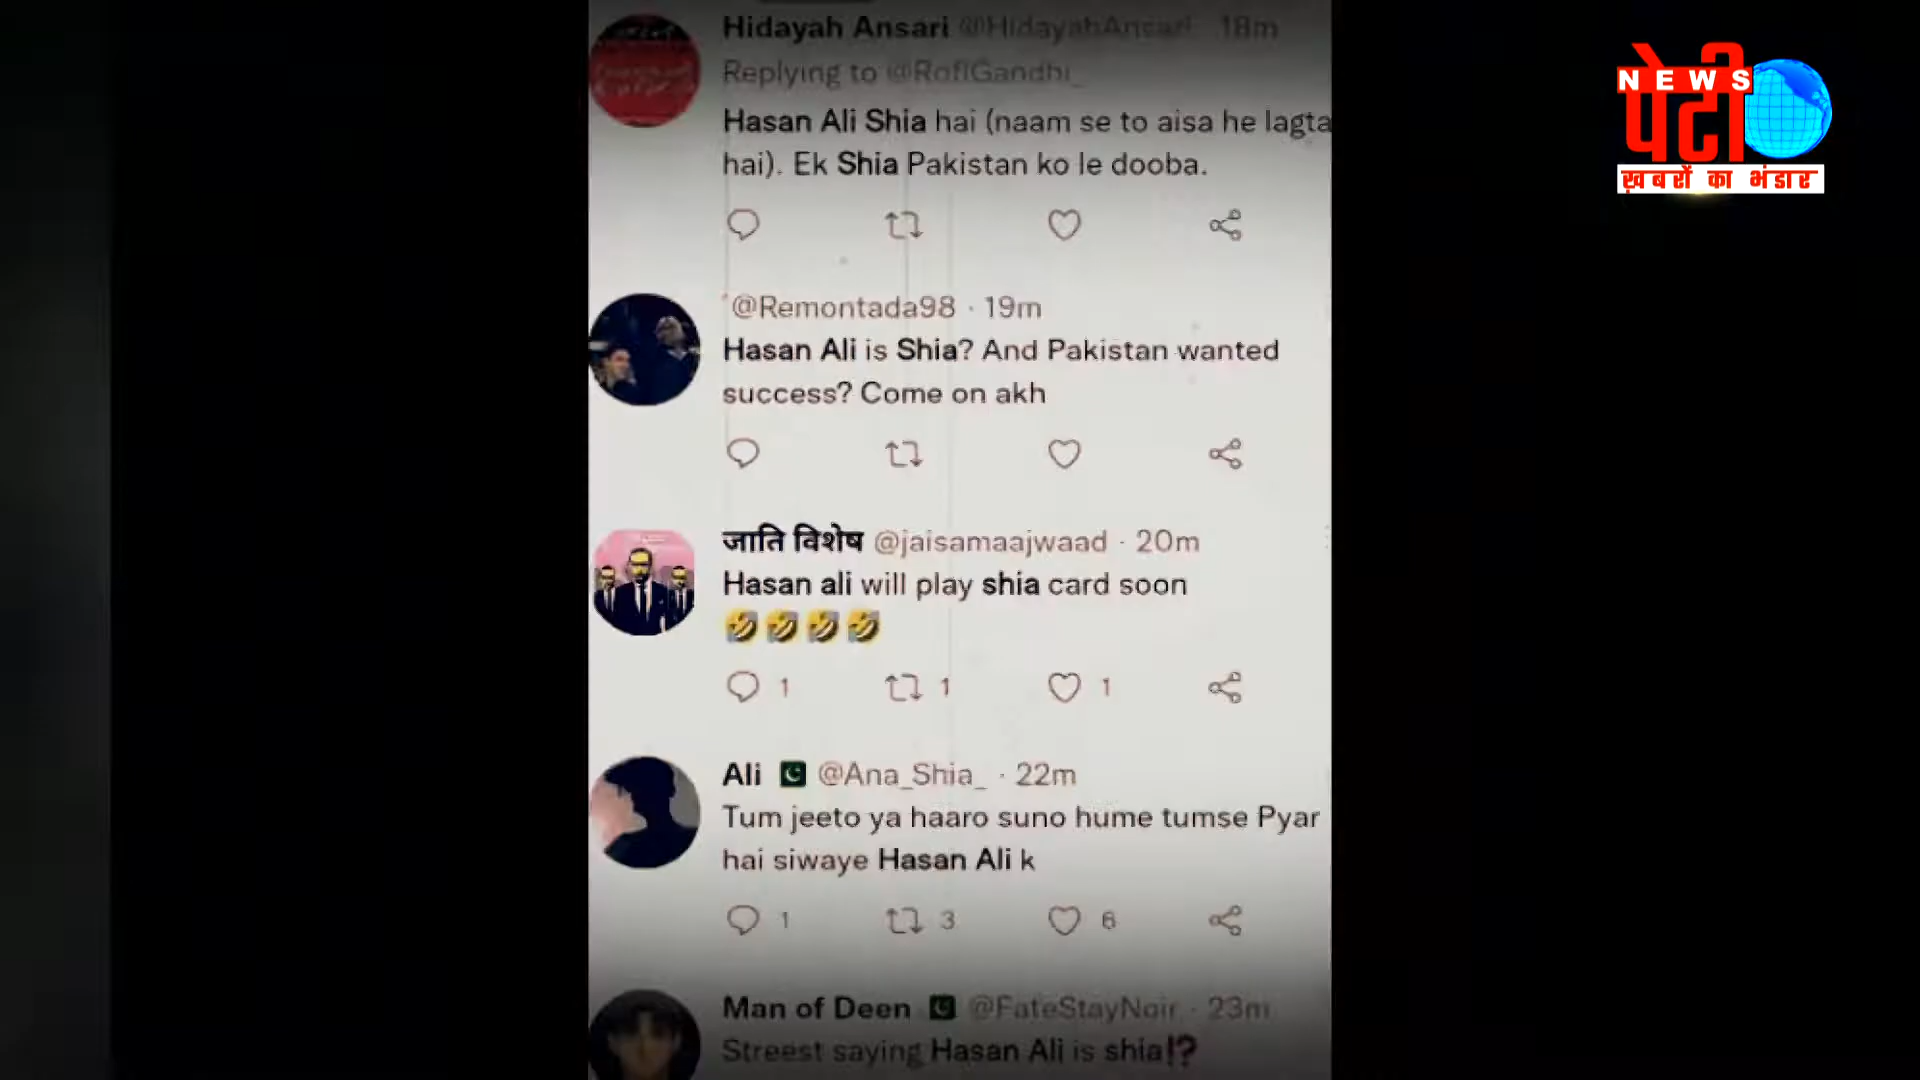 Hidayah Ansari @HidayahAnsari · 18m
Replying to @RofIGandhi_
Hasan Ali Shia hai (naam se to aisa he lagta
hai). Ek Shia Pakistan ko le dooba.
@Remontada98 · 19m
Hasan Ali is Shia? And Pakistan wanted
success? Come on akh
जाति विशेष @jaisamaajwaad · 20m
Hasan ali will play shia card soon
🤣🤣🤣🤣
1 1 1
Ali 🇵🇰 @Ana_Shia_ · 22m
Tum jeeto ya haaro suno hume tumse Pyar
hai siwaye Hasan Ali k
1 3 6
Man of Deen 🇵🇰 @FateStayNoir · 23m
Streest saying Hasan Ali is shia!?
NEWS
पेटी
ख़बरों का भंडार